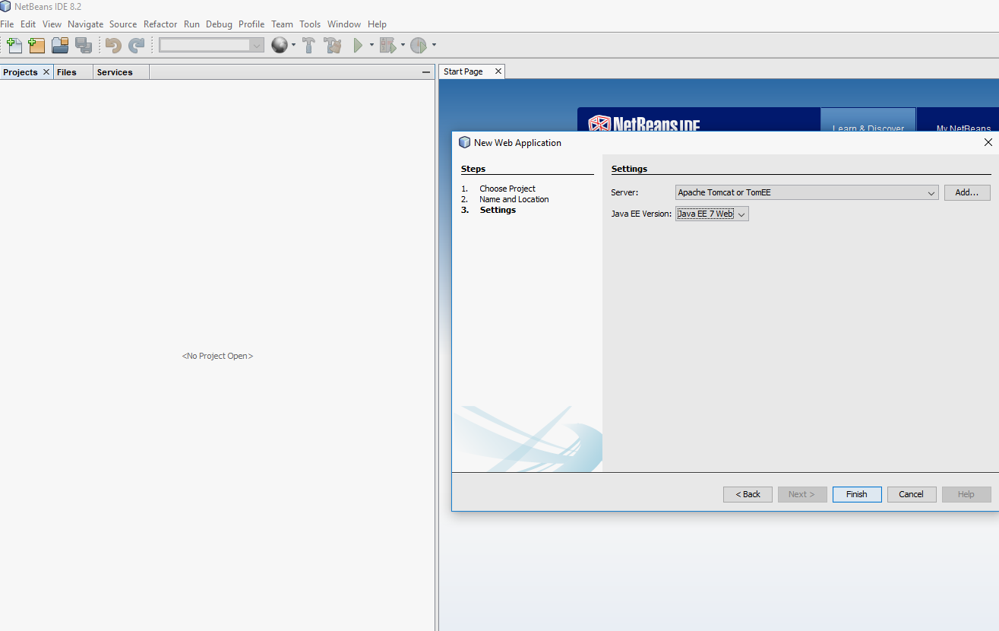 NetBeans IDE 8.2
File Edit View Navigate Source Refactor Run Debug Profile Team Tools Window Help
Projects Files Services
Start Page
NetBeans IDE
Learn & Discover My NetBeans
New Web Application
Steps
1. Choose Project
2. Name and Location
3. Settings
Settings
Server: Apache Tomcat or TomEE Add...
Java EE Version: Java EE 7 Web
<No Project Open>
< Back Next > Finish Cancel Help